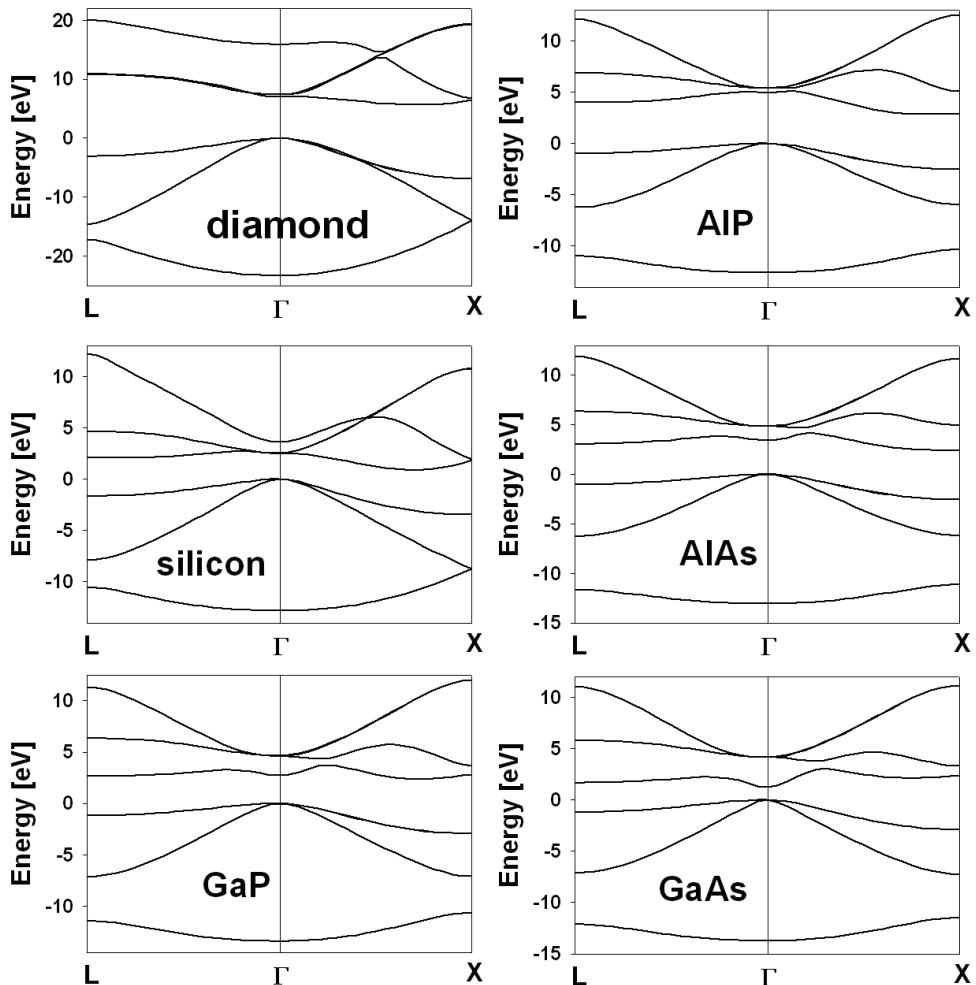 Energy [eV]
20
10
0
-10
-20
diamond
L Γ X
Energy [eV]
10
5
0
-5
-10
AlP
L Γ X
Energy [eV]
10
5
0
-5
-10
silicon
L Γ X
Energy [eV]
10
5
0
-5
-10
-15
AlAs
L Γ X
Energy [eV]
10
5
0
-5
-10
GaP
L Γ X
Energy [eV]
10
5
0
-5
-10
-15
GaAs
L Γ X